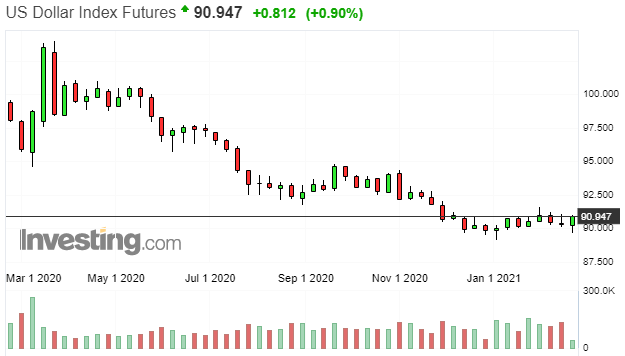 US Dollar Index Futures 90.947 +0.812 (+0.90%)
100.000
97.500
95.000
92.500
90.947
90.000
87.500
Investing.com
Mar 1 2020 May 1 2020 Jul 1 2020 Sep 1 2020 Nov 1 2020 Jan 1 2021
300.0K
0